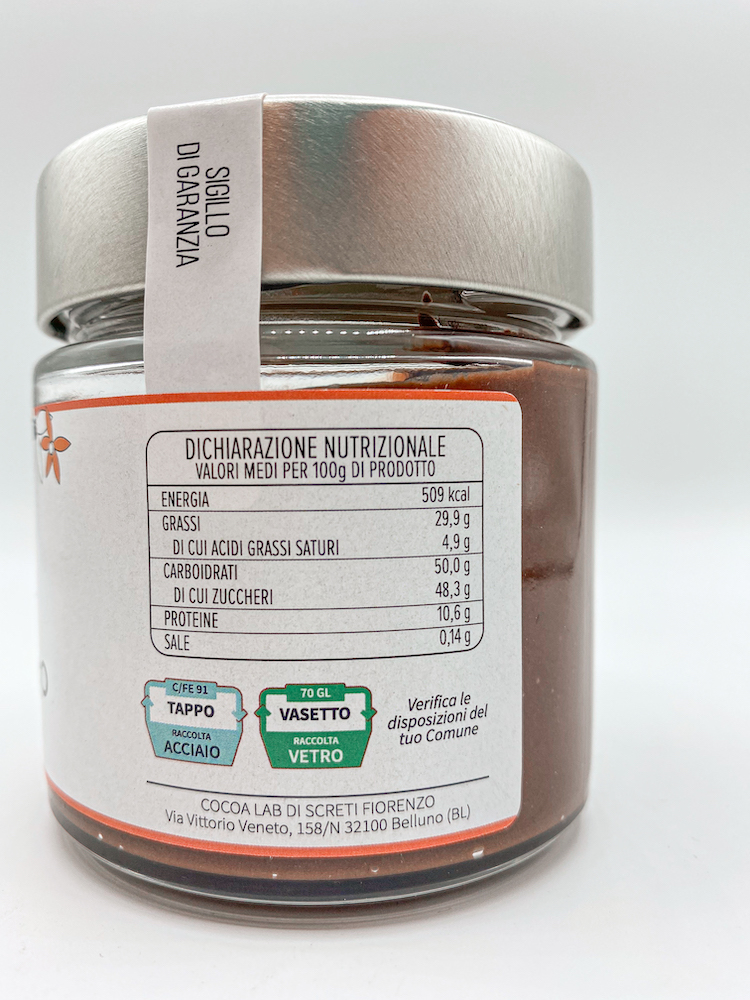 SIGILLO
DI GARANZIA
DICHIARAZIONE NUTRIZIONALE
VALORI MEDI PER 100g DI PRODOTTO
ENERGIA 509 kcal
GRASSI 29,9 g
DI CUI ACIDI GRASSI SATURI 4,9 g
CARBOIDRATI 50,0 g
DI CUI ZUCCHERI 48,3 g
PROTEINE 10,6 g
SALE 0,14 g
C/FE 91
TAPPO
RACCOLTA
ACCIAIO
70 GL
VASETTO
RACCOLTA
VETRO
Verifica le
disposizioni del
tuo Comune
COCOA LAB DI SCRETI FIORENZO
Via Vittorio Veneto, 158/N 32100 Belluno (BL)